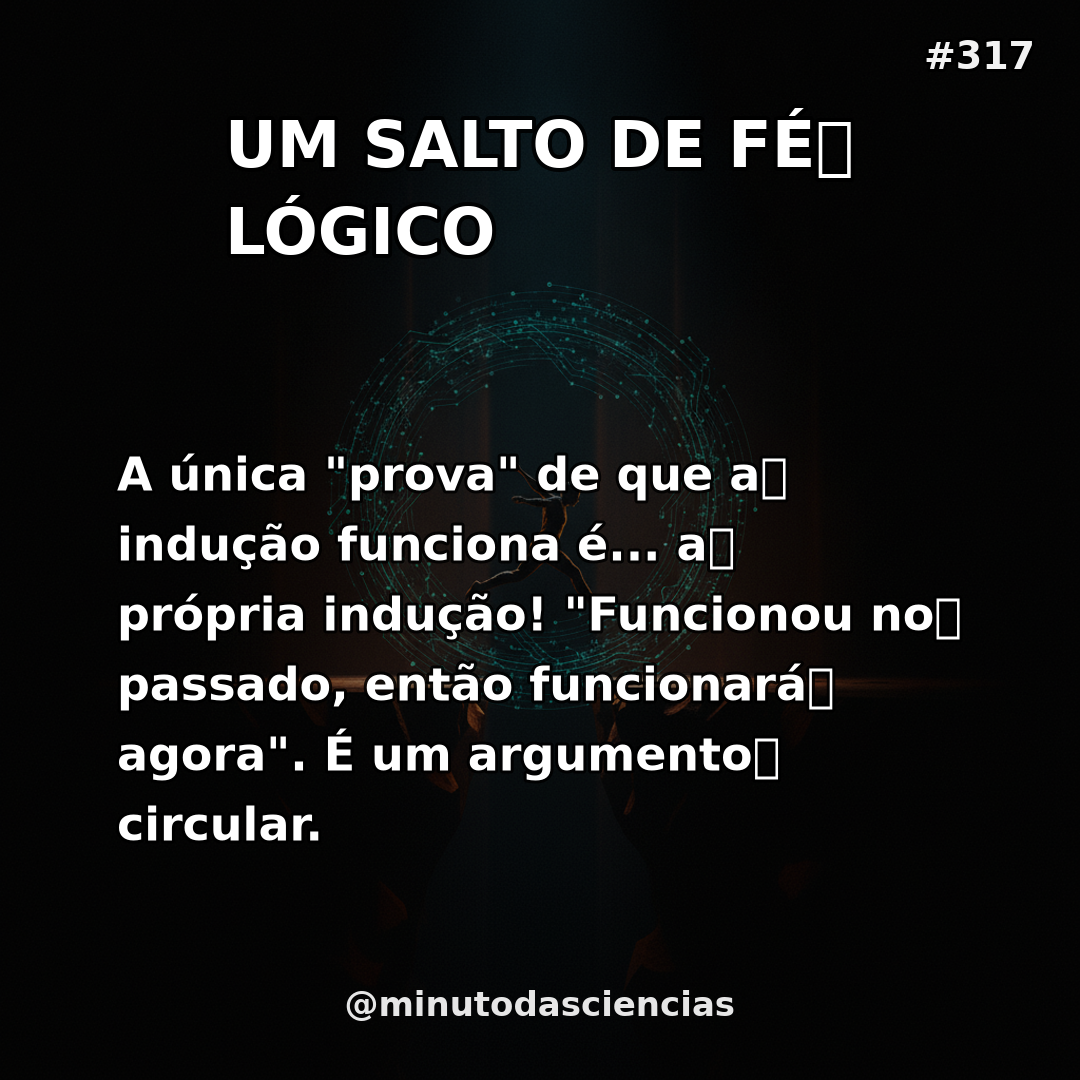 #317
UM SALTO DE FÉ
LÓGICO
A única "prova" de que a
indução funciona é... a
própria indução! "Funcionou no
passado, então funcionará
agora". É um argumento
circular.
@minutodasciencias